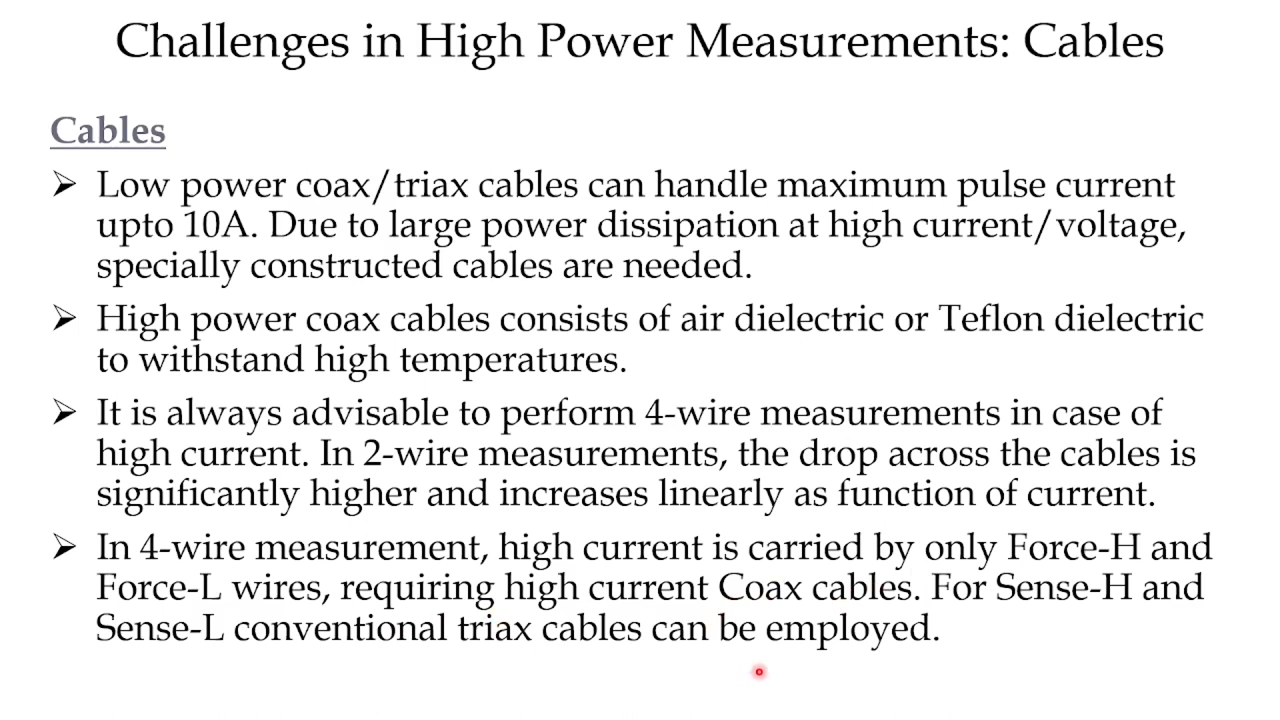 Challenges in High Power Measurements: Cables
Cables
Low power coax/triax cables can handle maximum pulse current
upto 10A. Due to large power dissipation at high current/voltage,
specially constructed cables are needed.
High power coax cables consists of air dielectric or Teflon dielectric
to withstand high temperatures.
It is always advisable to perform 4-wire measurements in case of
high current. In 2-wire measurements, the drop across the cables is
significantly higher and increases linearly as function of current.
In 4-wire measurement, high current is carried by only Force-H and
Force-L wires, requiring high current Coax cables. For Sense-H and
Sense-L conventional triax cables can be employed.